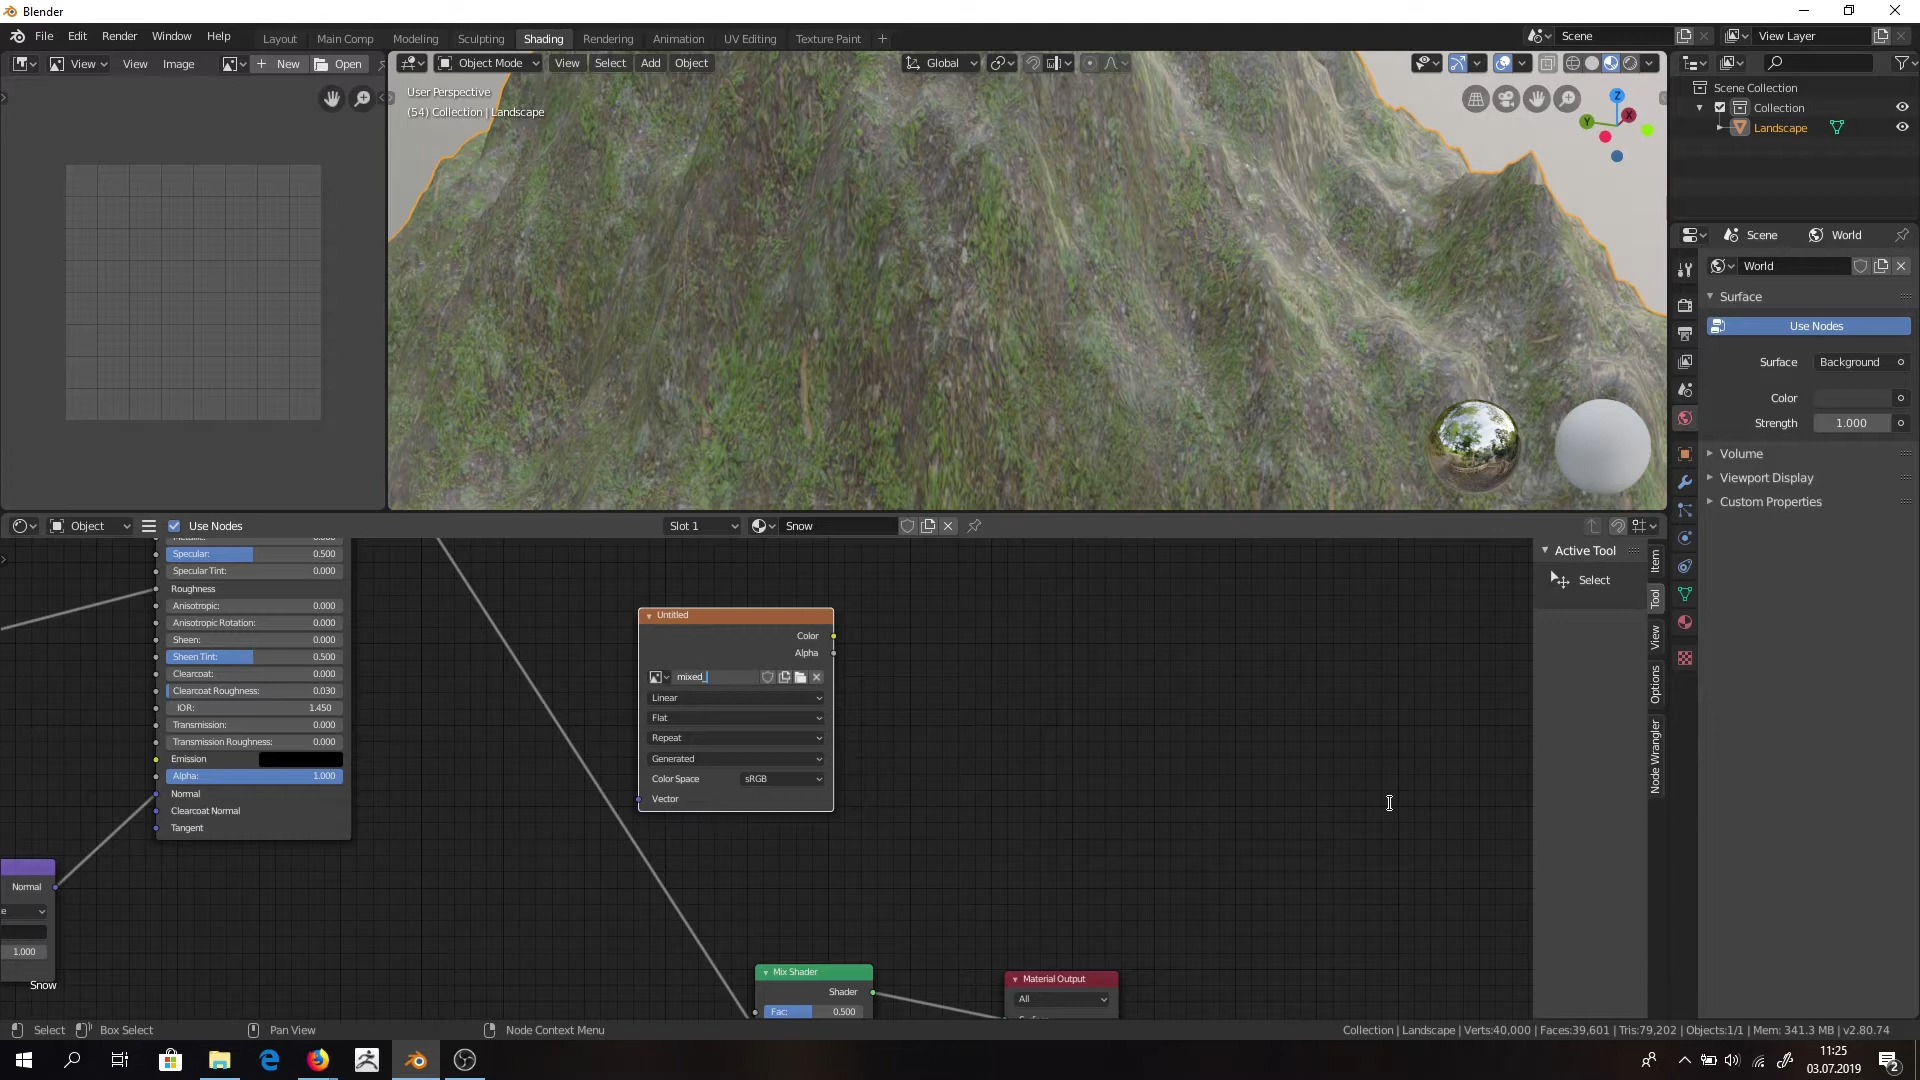 Blender
File Edit Render Window Help
Layout Main Comp Modeling Sculpting Shading Rendering Animation UV Editing Texture Paint
Scene View Layer
View View Image New Open
Object Mode View Select Add Object Global
User Perspective
(54) Collection | Landscape
Z
Y
X
Scene Collection
Collection
Landscape
Scene World
World
Surface
Use Nodes
Surface Background
Color
Strength 1.000
Volume
Viewport Display
Custom Properties
Object Use Nodes Slot 1 Snow
Specular: 0.500
Specular Tint: 0.000
Roughness
Anisotropic: 0.000
Anisotropic Rotation: 0.000
Sheen: 0.000
Sheen Tint: 0.500
Clearcoat: 0.000
Clearcoat Roughness: 0.030
IOR: 1.450
Transmission: 0.000
Transmission Roughness: 0.000
Emission
Alpha: 1.000
Normal
Clearcoat Normal
Tangent
Normal
1.000
Snow
Untitled
Color
Alpha
mixed_
Linear
Flat
Repeat
Generated
Color Space sRGB
Vector
Mix Shader
Shader
Fac: 0.500
Material Output
All
Active Tool
Select
Item
Tool
View
Options
Node Wrangler
Select Box Select Pan View Node Context Menu
Collection | Landscape | Verts:40,000 | Faces:39,601 | Tris:79,202 | Objects:1/1 | Mem: 341.3 MB | v2.80.74
11:25
03.07.2019
2